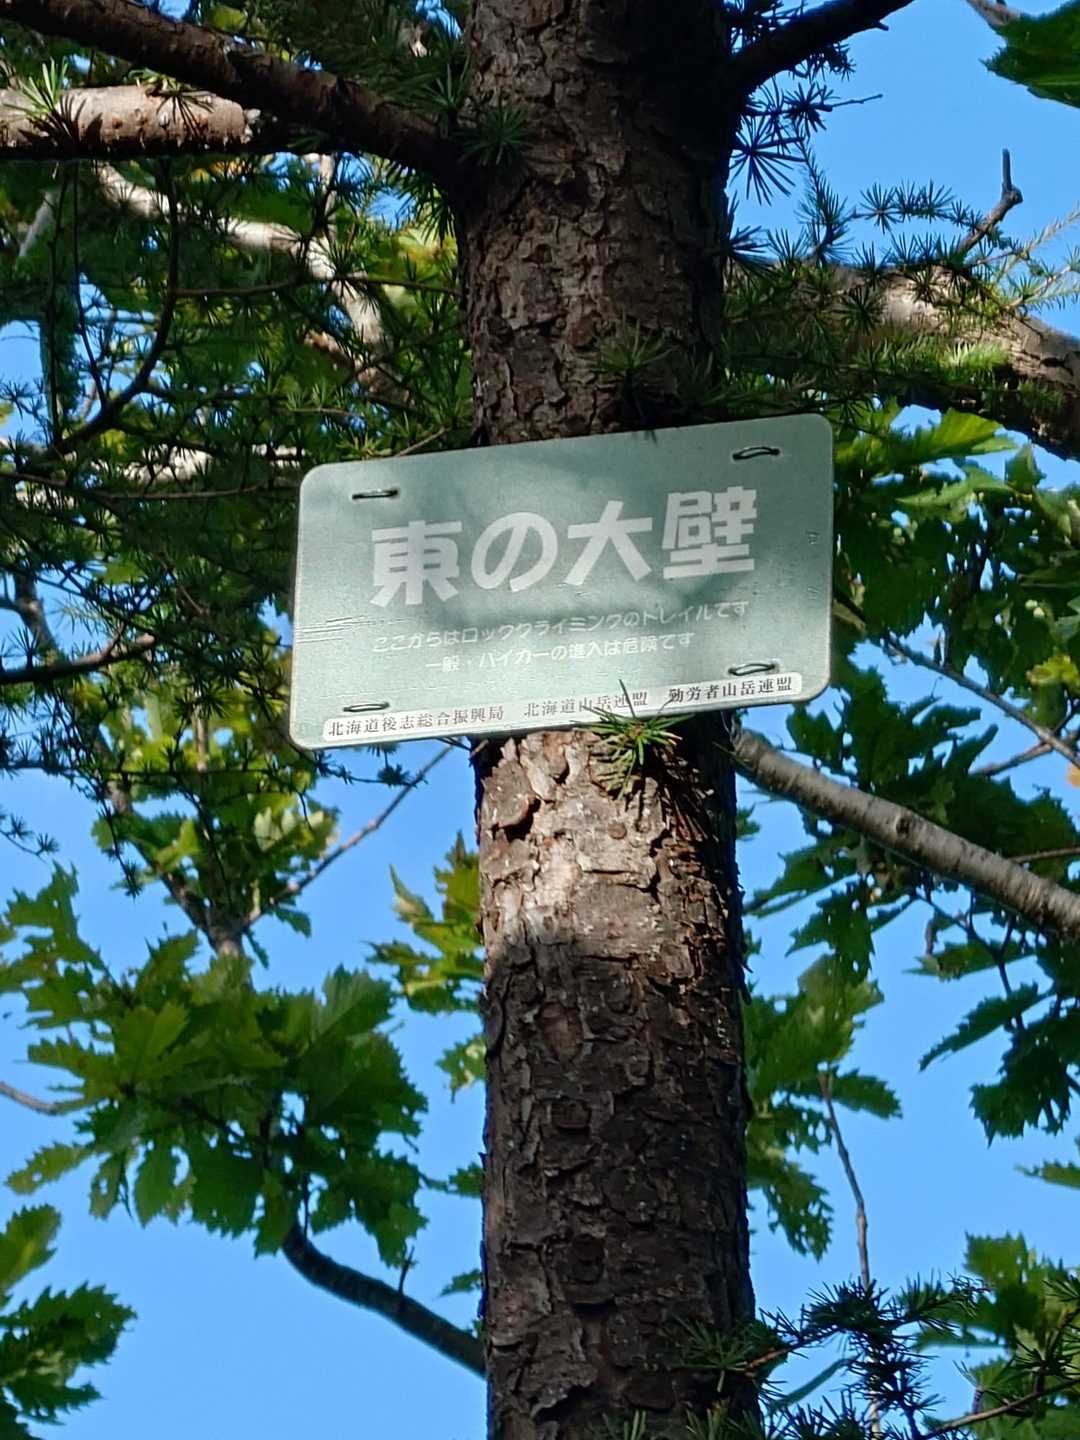 東の大壁
ここからはロッククライミングのトレイルです
一般・ハイカーの進入は危険です
北海道後志総合振興局　北海道山岳連盟　勤労者山岳連盟